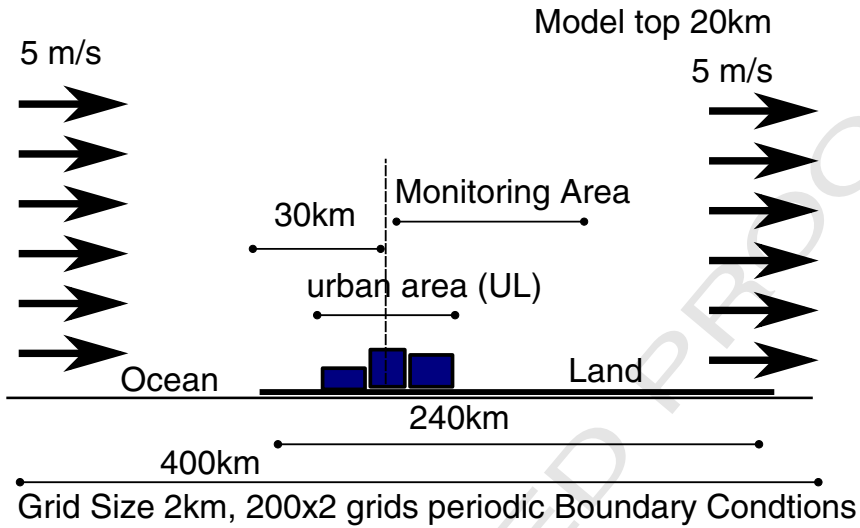 Model top 20km
5 m/s
5 m/s
Monitoring Area
30km
urban area (UL)
Ocean
Land
240km
400km
Grid Size 2km, 200x2 grids periodic Boundary Condtions